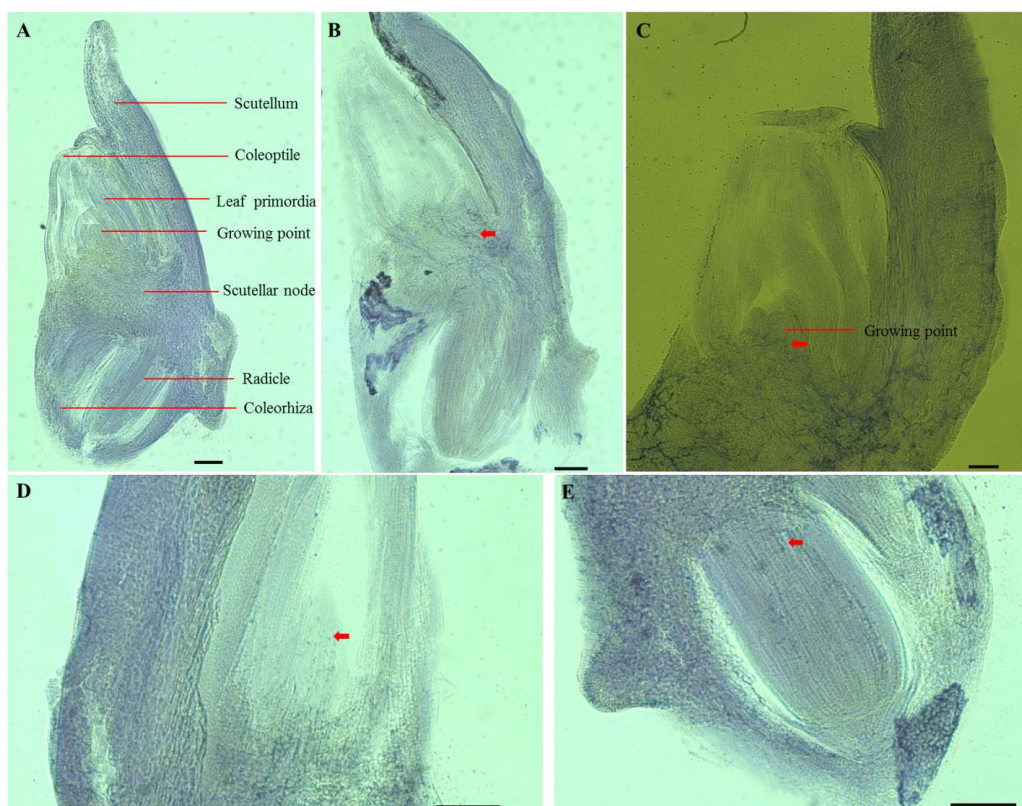 A
Scutellum
Coleoptile
Leaf primordia
Growing point
Scutellar node
Radicle
Coleorhiza
B
C
Growing point
D
E